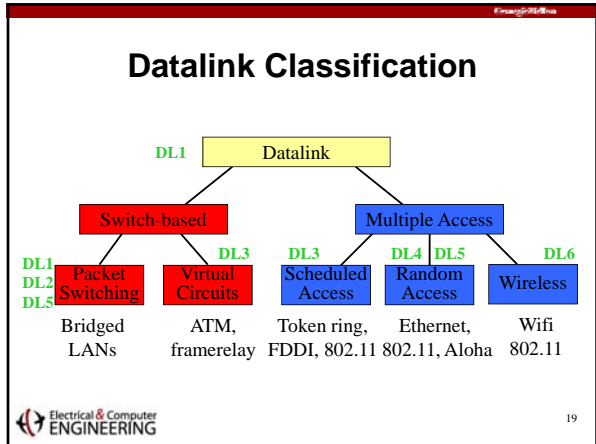 Carnegie Mellon
Datalink Classification
DL1
Datalink
Switch-based
Multiple Access
DL3
DL3
DL4
DL5
DL6
DL1
DL2
DL5
Packet
Switching
Virtual
Circuits
Scheduled
Access
Random
Access
Wireless
Bridged
LANs
ATM,
framerelay
Token ring,
FDDI, 802.11
Ethernet,
802.11, Aloha
Wifi
802.11
Electrical & Computer
ENGINEERING
19